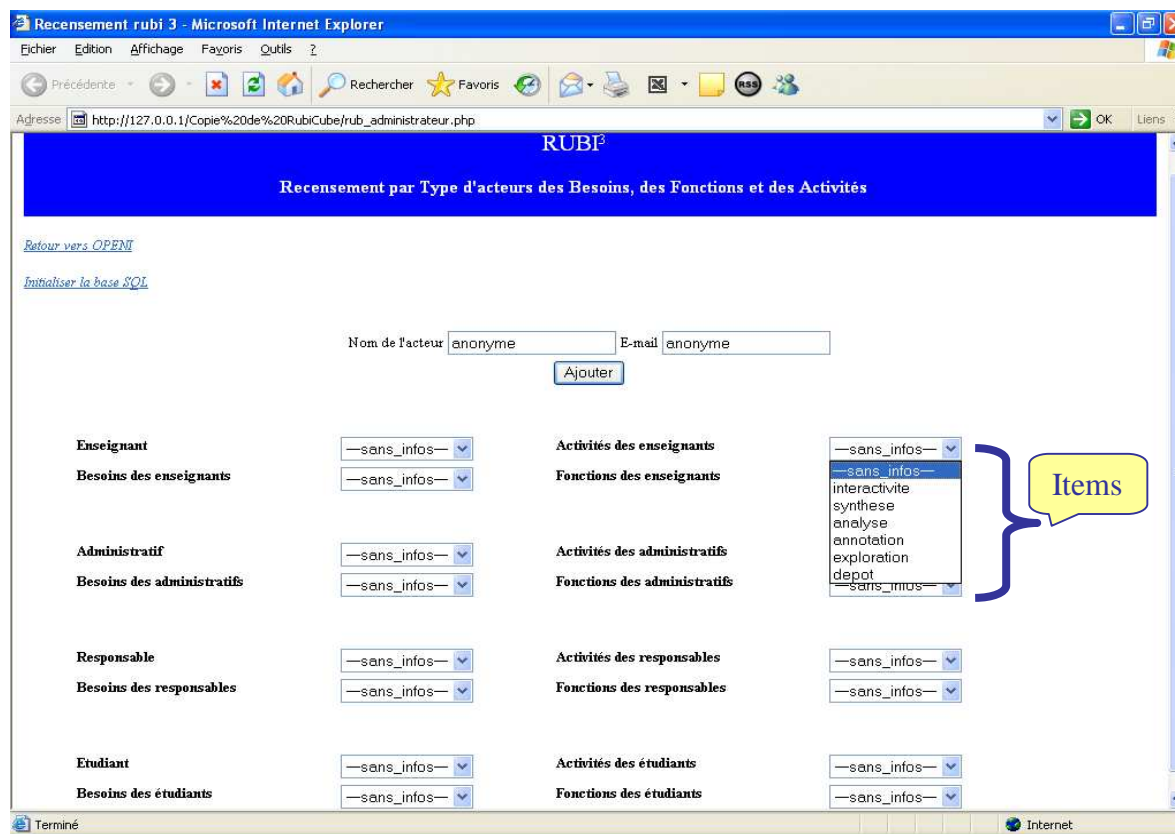 Recensement rubi 3 - Microsoft Internet Explorer
Eichier Edition Affichage Favoris Outils ?
Précédente Rechercher Favoris RSS
Adresse http://127.0.0.1/Copie%20de%20RubiCube/rub_administrateur.php OK Liens
RUBI³
Recensement par Type d'acteurs des Besoins, des Fonctions et des Activités
Retour vers OPENI
Initialiser la base SQL
Nom de l'acteur anonyme E-mail anonyme
Ajouter
Enseignant —sans_infos— Activités des enseignants —sans_infos—
Besoins des enseignants —sans_infos— Fonctions des enseignants
—sans_infos—
interactivite
synthese
analyse
annotation
exploration
depot
Items
Administratif —sans_infos— Activités des administratifs
Besoins des administratifs —sans_infos— Fonctions des administratifs —sans_infos—
Responsable —sans_infos— Activités des responsables —sans_infos—
Besoins des responsables —sans_infos— Fonctions des responsables —sans_infos—
Etudiant —sans_infos— Activités des étudiants —sans_infos—
Besoins des étudiants —sans_infos— Fonctions des étudiants —sans_infos—
Terminé Internet